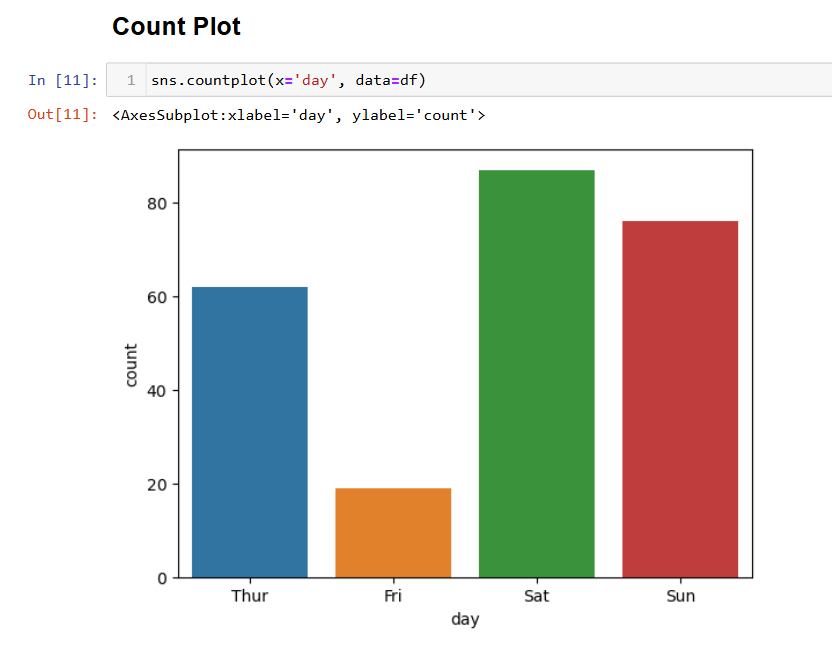 Count Plot
In [11]: 1 sns.countplot(x='day', data=df)
Out[11]: <AxesSubplot:xlabel='day', ylabel='count'>
80
60
40
20
0
count
Thur Fri Sat Sun
day